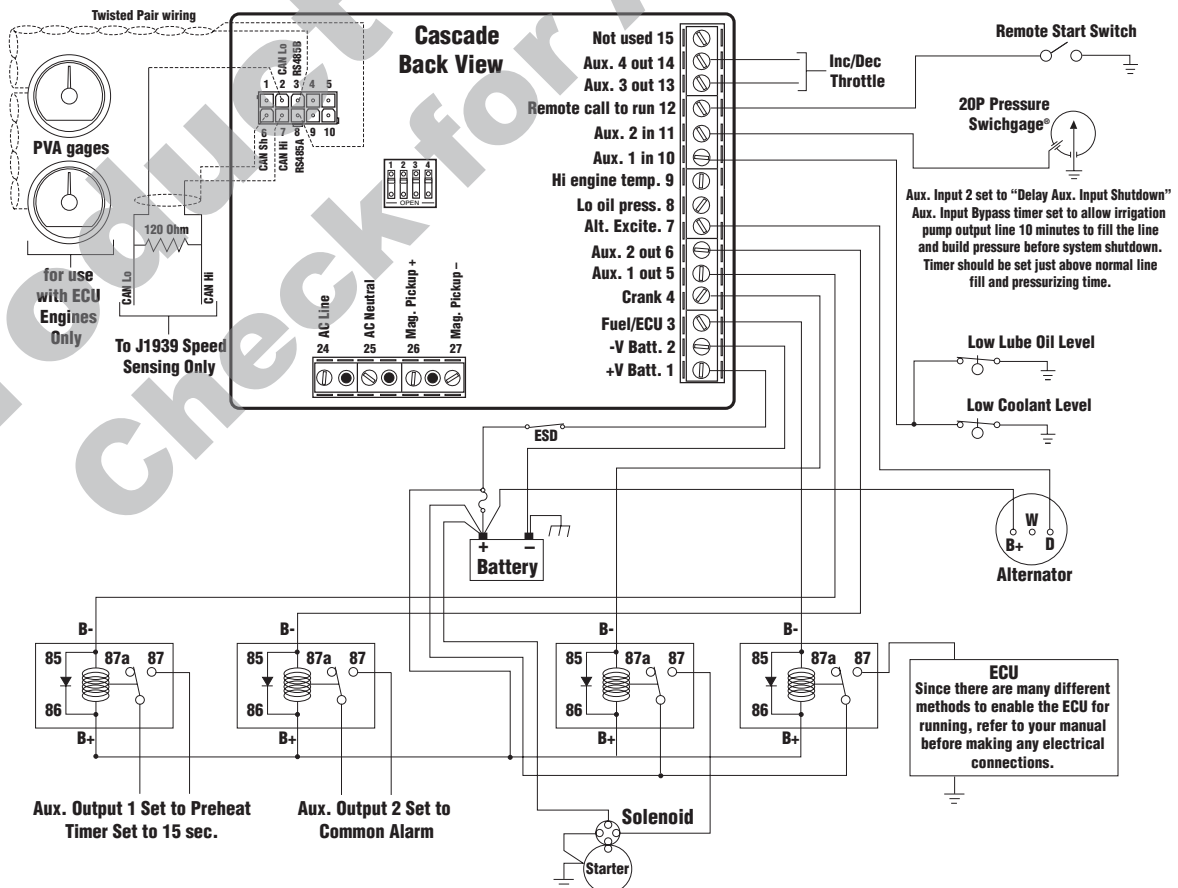 Twisted Pair wiring
Cascade
Back View
CAN Lo
RS485B
1 2 3 4 5
6 7 8 9 10
CAN Sh
CAN Hi
RS485A
PVA gages
for use
with ECU
Engines
Only
120 Ohm
CAN Lo
CAN Hi
To J1939 Speed
Sensing Only
1 2 3 4
OPEN
AC Line
AC Neutral
Mag. Pickup +
Mag. Pickup –
24 25 26 27
Not used 15
Aux. 4 out 14
Aux. 3 out 13
Remote call to run 12
Aux. 2 in 11
Aux. 1 in 10
Hi engine temp. 9
Lo oil press. 8
Alt. Excite. 7
Aux. 2 out 6
Aux. 1 out 5
Crank 4
Fuel/ECU 3
-V Batt. 2
+V Batt. 1
Inc/Dec
Throttle
Remote Start Switch
20P Pressure
Swichgage®
Aux. Input 2 set to “Delay Aux. Input Shutdown”
Aux. Input Bypass timer set to allow irrigation
pump output line 10 minutes to fill the line
and build pressure before system shutdown.
Timer should be set just above normal line
fill and pressurizing time.
Low Lube Oil Level
Low Coolant Level
ESD
+ –
Battery
W
B+ D
Alternator
B-
85 87a 87
86
B+
B-
85 87a 87
86
B+
B-
85 87a 87
86
B+
B-
85 87a 87
86
B+
ECU
Since there are many different
methods to enable the ECU for
running, refer to your manual
before making any electrical
connections.
Aux. Output 1 Set to Preheat
Timer Set to 15 sec.
Aux. Output 2 Set to
Common Alarm
Solenoid
Starter
oduct
Check for